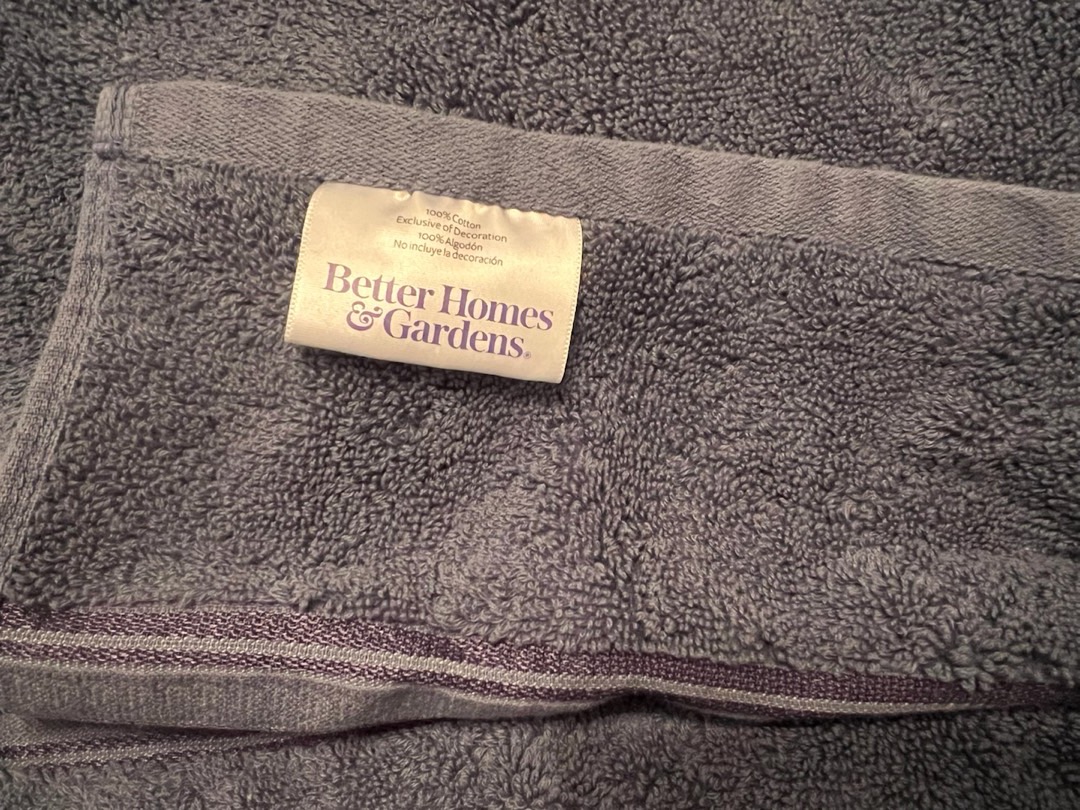 100% Cotton
Exclusive of Decoration
100% Algodón
No incluye la decoración
Better Homes
& Gardens®